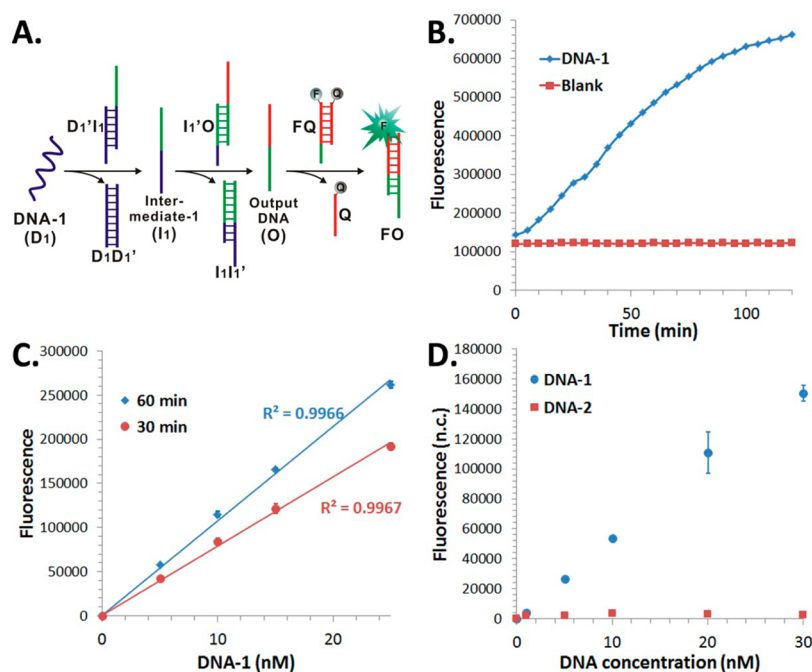 A.
D1'I1
I1'O
F Q
FQ
F
DNA-1
(D1)
Inter-
mediate-1
(I1)
Output
DNA
(O)
Q
Q
FO
D1D1'
I1I1'
B.
700000
600000
500000
400000
300000
200000
100000
0
Fluorescence
DNA-1
Blank
0 50 100
Time (min)
C.
300000
250000
200000
150000
100000
50000
0
Fluorescence
60 min
30 min
R² = 0.9966
R² = 0.9967
0 10 20
DNA-1 (nM)
D.
180000
160000
140000
120000
100000
80000
60000
40000
20000
0
Fluorescence (n.c.)
DNA-1
DNA-2
0 10 20 30
DNA concentration (nM)